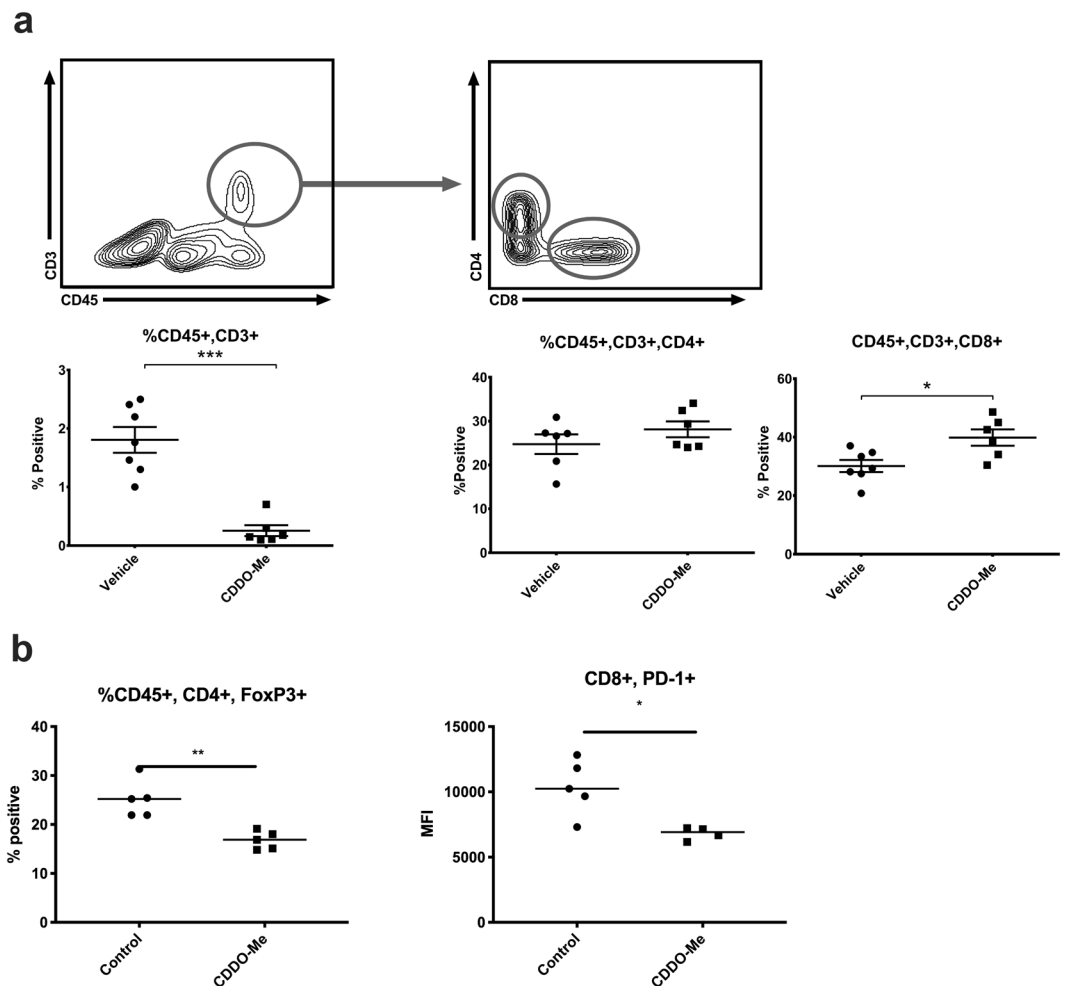 a
CD3
CD45
CD4
CD8
%CD45+,CD3+
***
% Positive
3
2
1
0
Vehicle
CDDO-Me
%CD45+,CD3+,CD4+
%Positive
40
30
20
10
0
Vehicle
CDDO-Me
CD45+,CD3+,CD8+
*
% Positive
60
40
20
0
Vehicle
CDDO-Me
b
%CD45+, CD4+, FoxP3+
**
% positive
40
30
20
10
0
Control
CDDO-Me
CD8+, PD-1+
*
MFI
15000
10000
5000
0
Control
CDDO-Me